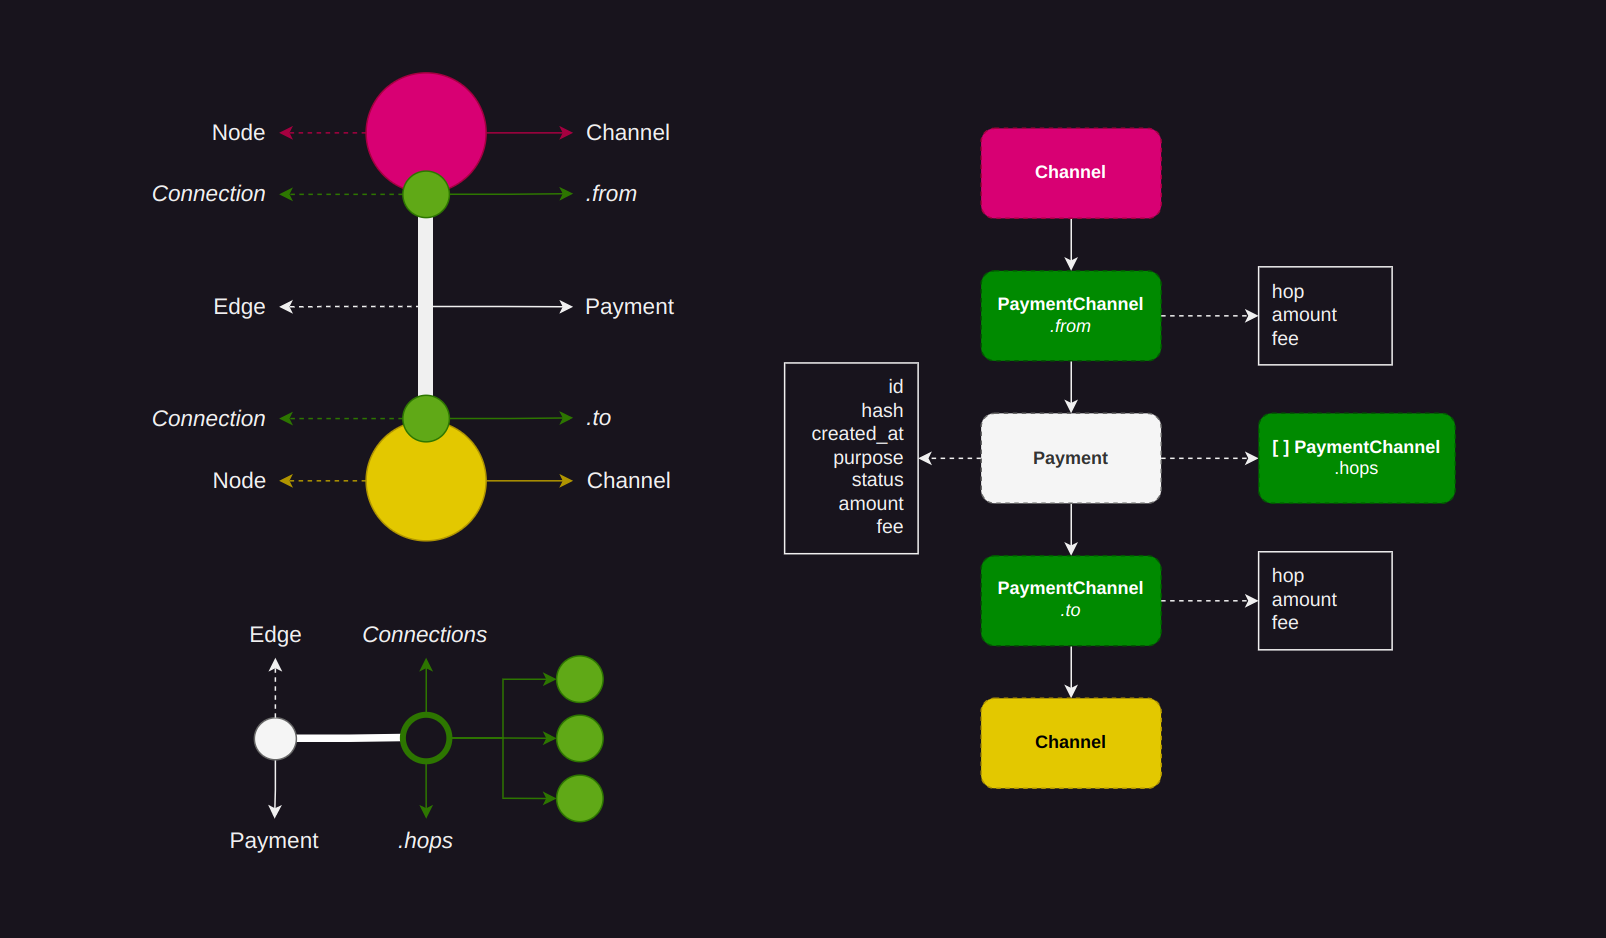 Node
Channel
Connection
.from
Edge
Payment
Connection
.to
Node
Channel
Edge
Connections
Payment
.hops
Channel
PaymentChannel
.from
hop
amount
fee
id
hash
created_at
purpose
status
amount
fee
Payment
[ ] PaymentChannel
.hops
PaymentChannel
.to
hop
amount
fee
Channel